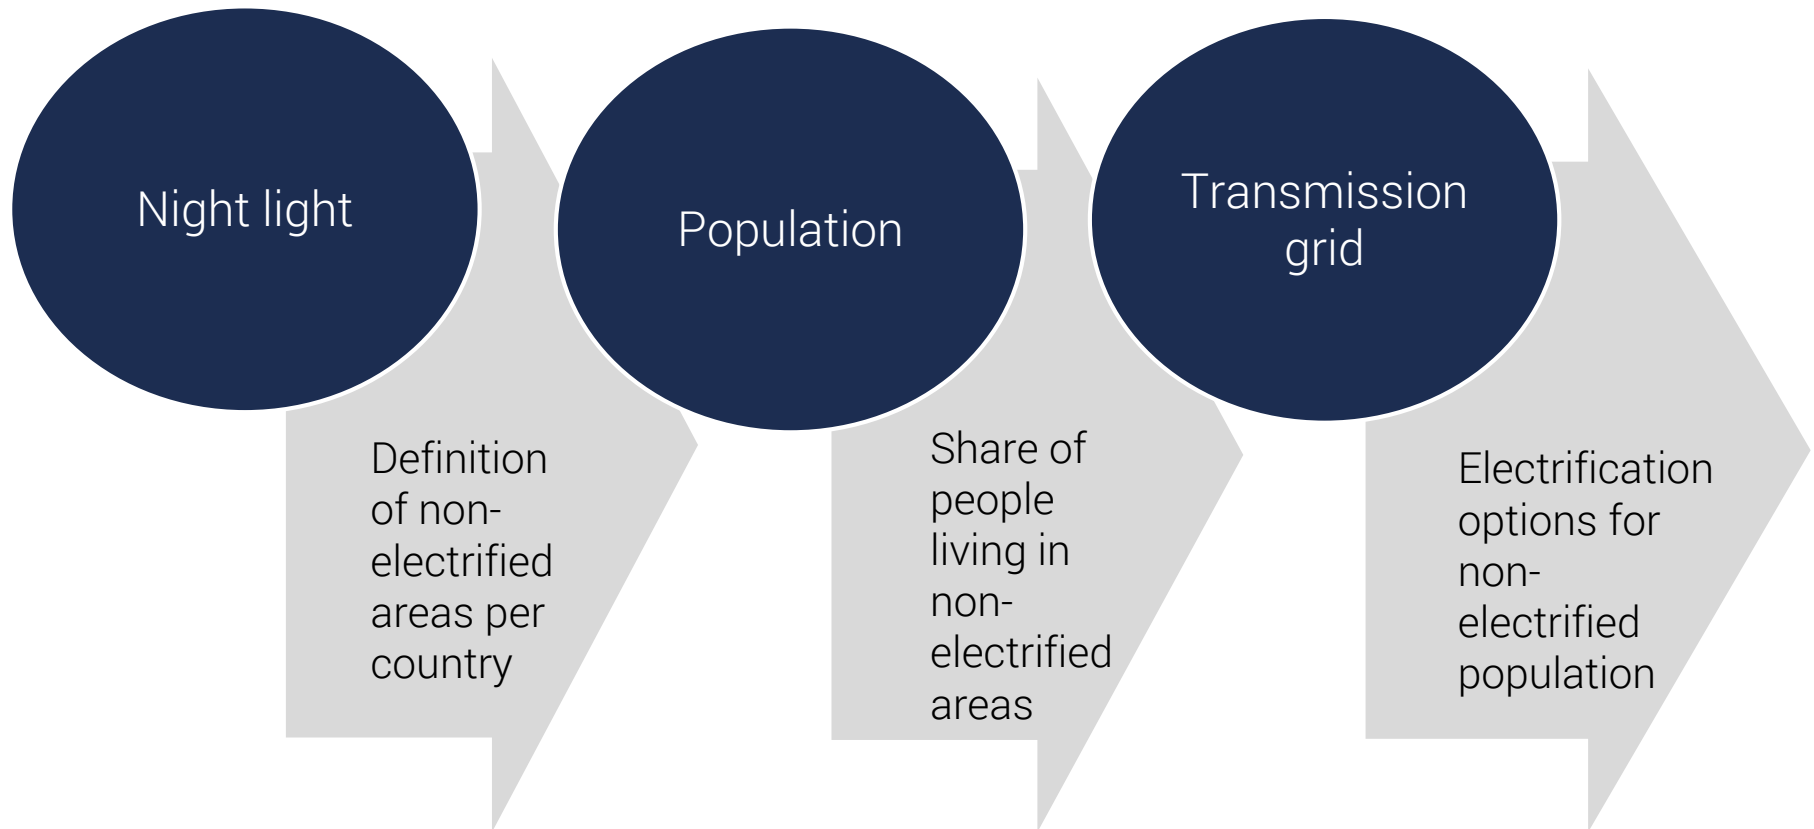 Night light
Definition
of non-
electrified
areas per
country
Population
Share of
people
living in
non-
electrified
areas
Transmission
grid
Electrification
options for
non-
electrified
population